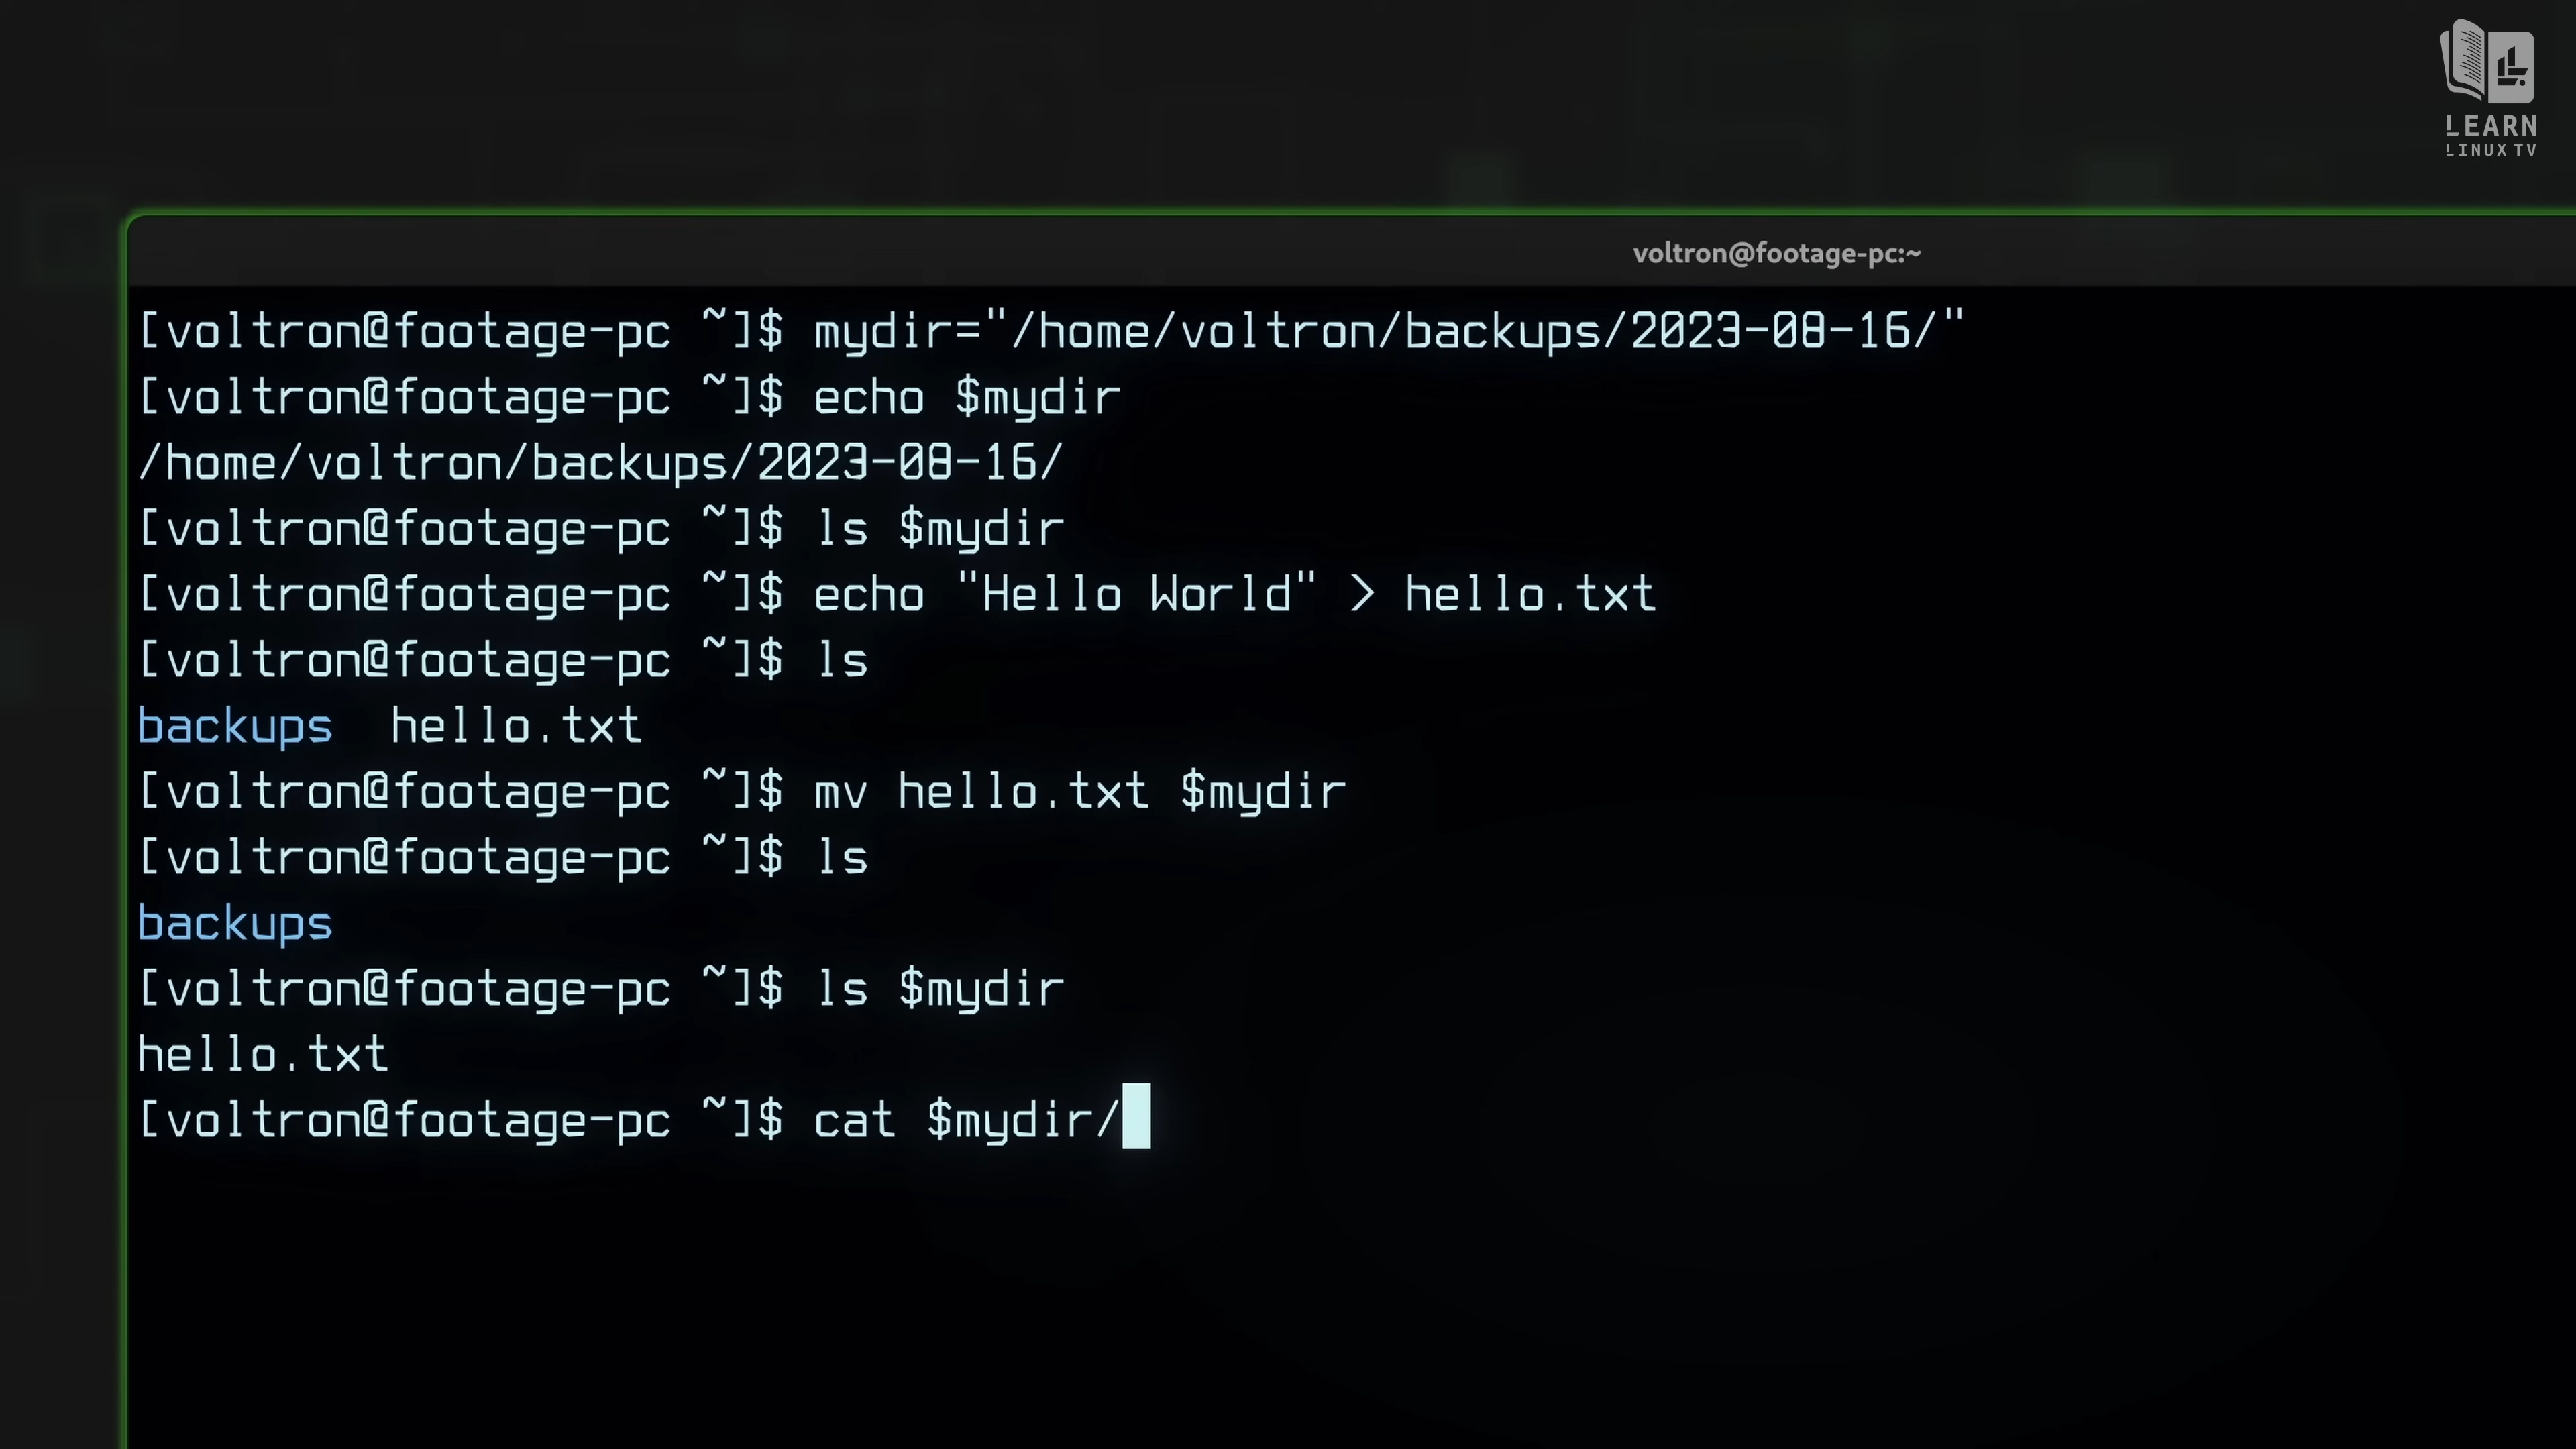 LEARN
LINUX TV
voltron@footage-pc:~
[voltron@footage-pc ~]$ mydir="/home/voltron/backups/2023-08-16/"
[voltron@footage-pc ~]$ echo $mydir
/home/voltron/backups/2023-08-16/
[voltron@footage-pc ~]$ ls $mydir
[voltron@footage-pc ~]$ echo "Hello World" > hello.txt
[voltron@footage-pc ~]$ ls
backups  hello.txt
[voltron@footage-pc ~]$ mv hello.txt $mydir
[voltron@footage-pc ~]$ ls
backups
[voltron@footage-pc ~]$ ls $mydir
hello.txt
[voltron@footage-pc ~]$ cat $mydir/